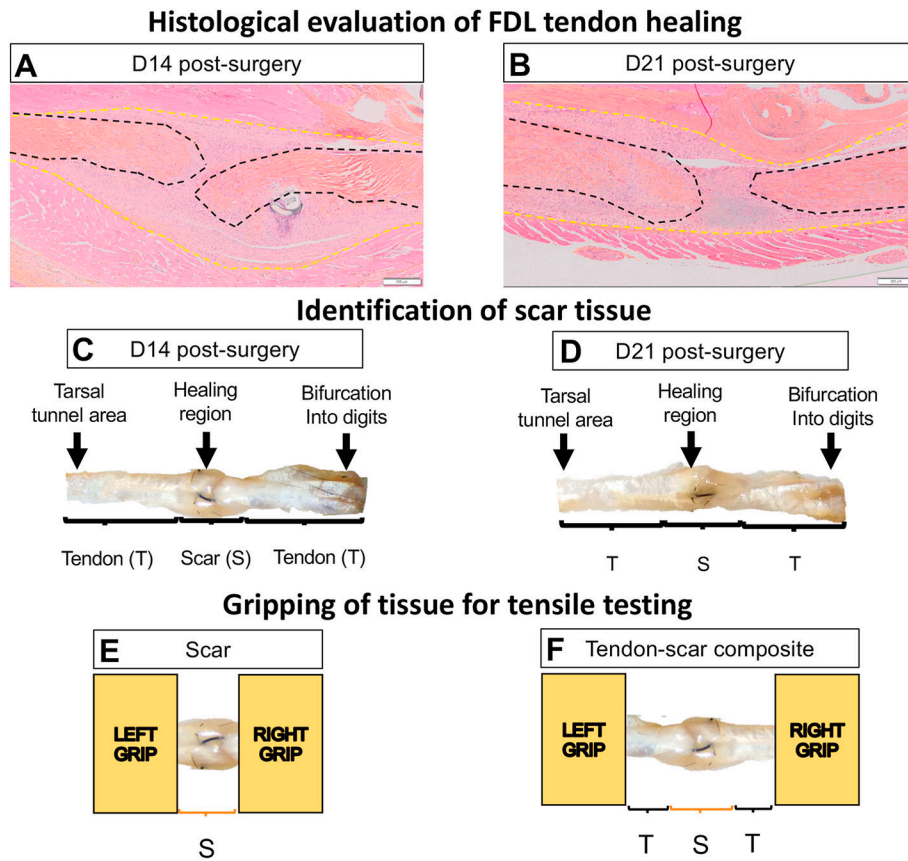 Histological evaluation of FDL tendon healing
A D14 post-surgery
B D21 post-surgery
Identification of scar tissue
C D14 post-surgery
D D21 post-surgery
Tarsal
tunnel area
Healing
region
Bifurcation
Into digits
Tarsal
tunnel area
Healing
region
Bifurcation
Into digits
Tendon (T)
Scar (S)
Tendon (T)
T
S
T
Gripping of tissue for tensile testing
E Scar
F Tendon-scar composite
LEFT
GRIP
RIGHT
GRIP
LEFT
GRIP
RIGHT
GRIP
S
T
S
T